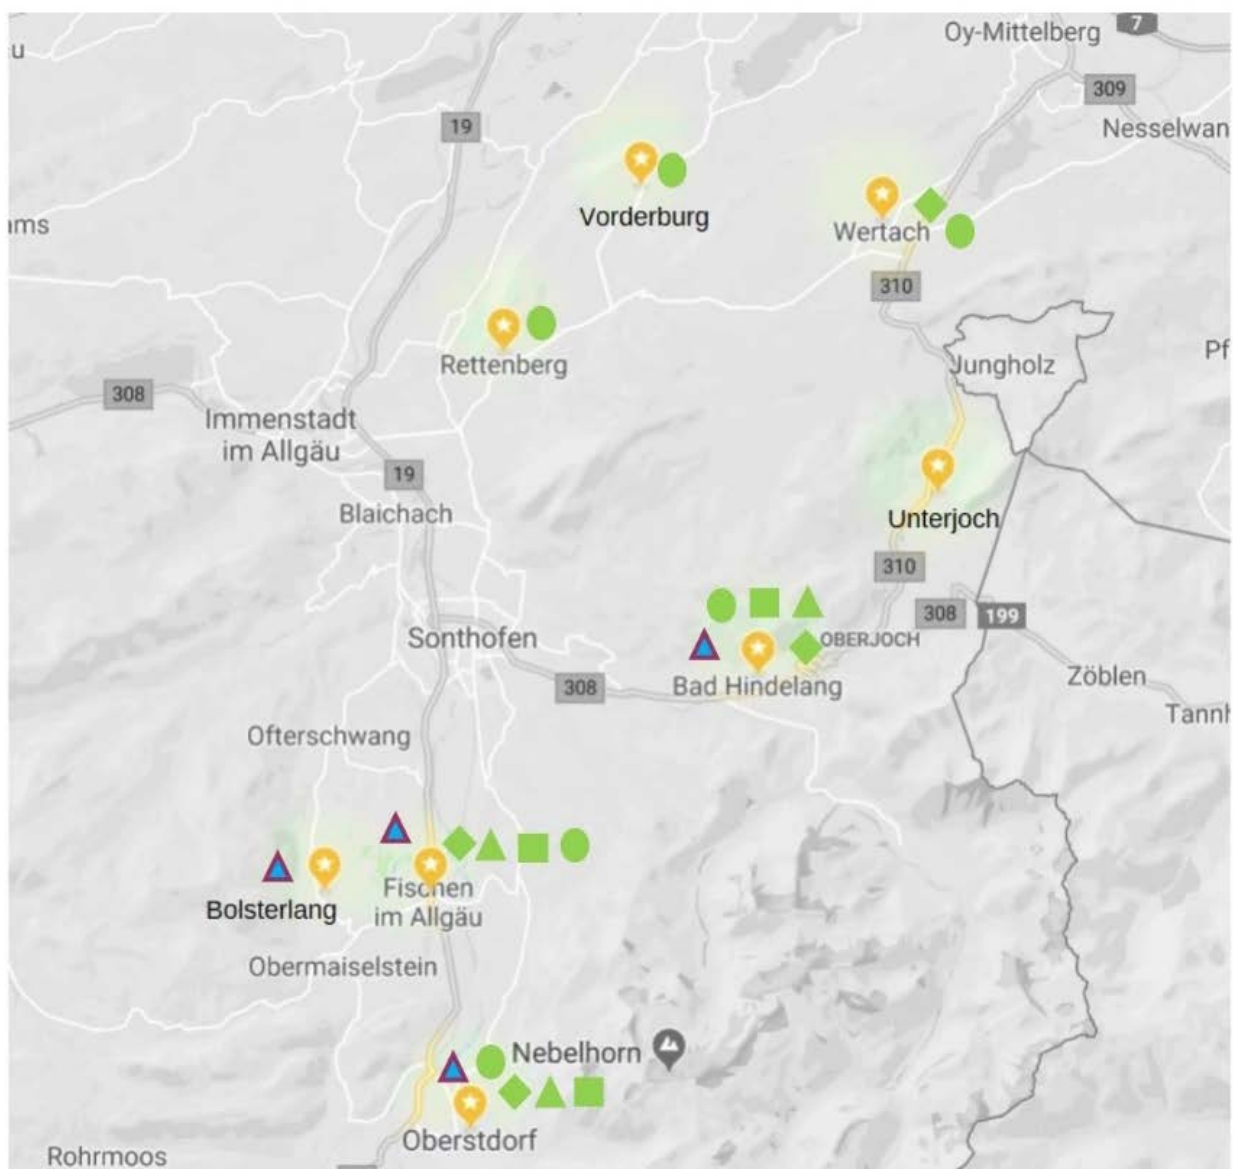 Oy-Mittelberg
7
u
309
19
Nesselwan
Vorderburg
ams
Wertach
310
Rettenberg
Jungholz
Pf
308
Immenstadt
im Allgäu
19
Blaichach
Unterjoch
310
308
199
Sonthofen
OBERJOCH
308
Bad Hindelang
Zöblen
Tannh
Ofterschwang
Fischen
im Allgäu
Bolsterlang
Obermaiselstein
Nebelhorn
Oberstdorf
Rohrmoos